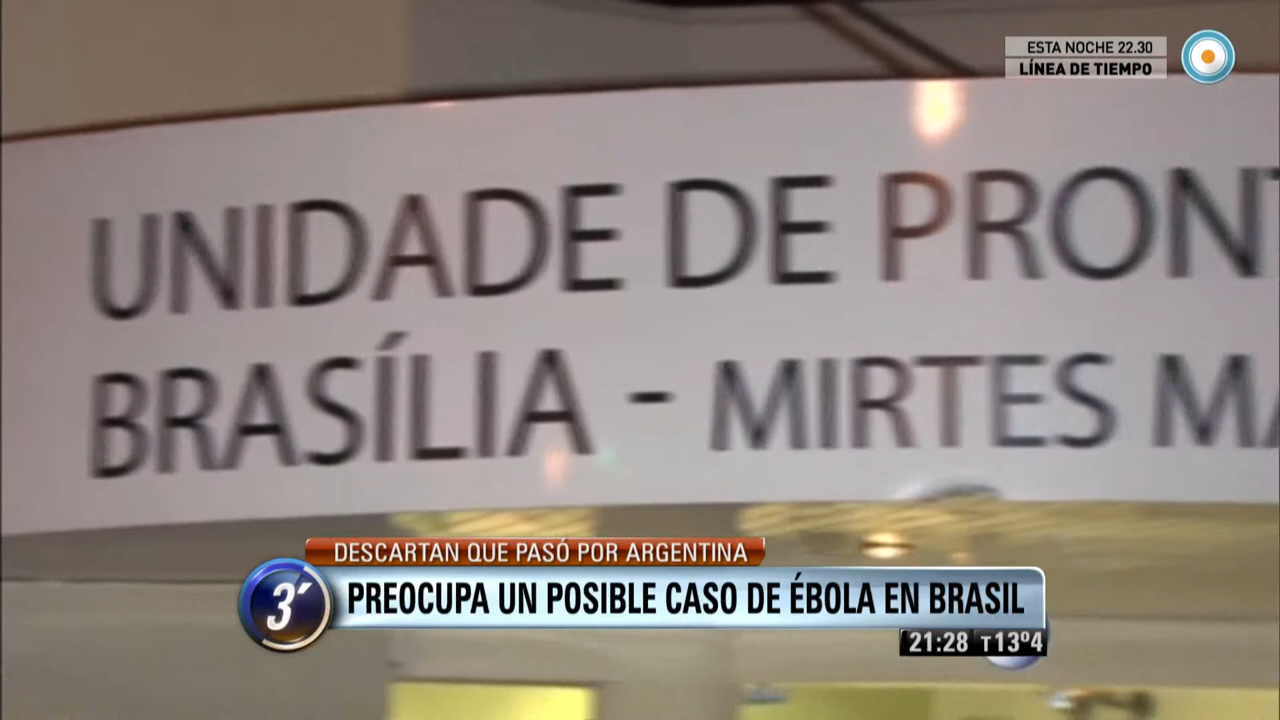 ESTA NOCHE 22.30
LÍNEA DE TIEMPO
UNIDADE DE
BRASÍLIA - MIRTES
DESCARTAN QUE PASÓ POR ARGENTINA
3´
PREOCUPA UN POSIBLE CASO DE ÉBOLA EN BRASIL
21:28 T13º4